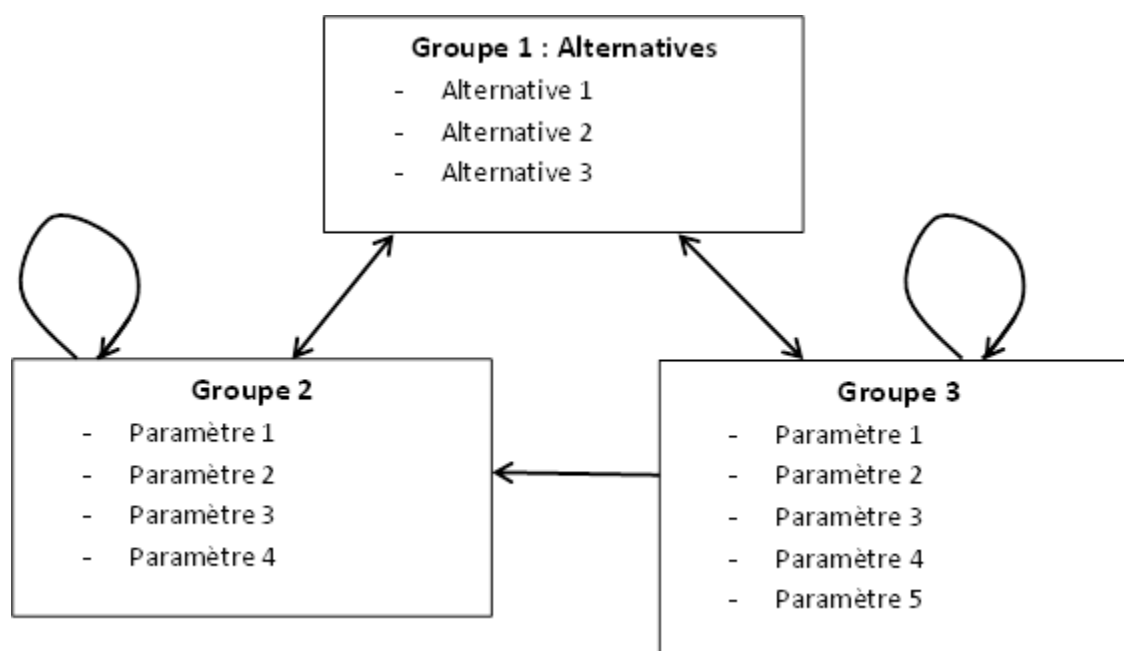 Groupe 1 : Alternatives
- Alternative 1
- Alternative 2
- Alternative 3
Groupe 2
- Paramètre 1
- Paramètre 2
- Paramètre 3
- Paramètre 4
Groupe 3
- Paramètre 1
- Paramètre 2
- Paramètre 3
- Paramètre 4
- Paramètre 5